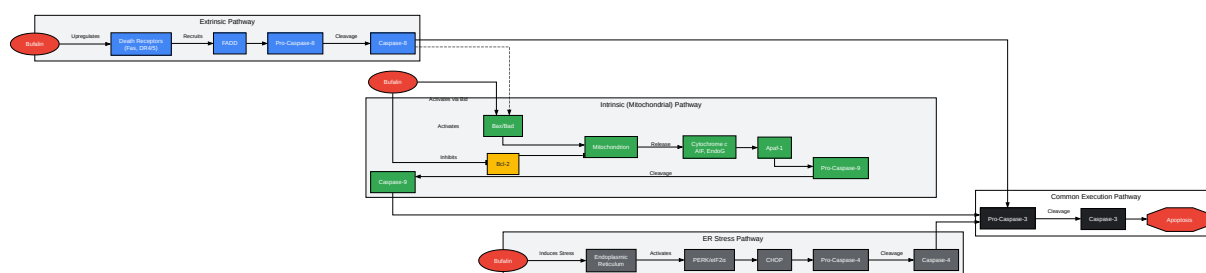 Extrinsic Pathway
Bufalin
Upregulates
Death Receptors
(Fas, DR4/5)
Recruits
FADD
Pro-Caspase-8
Cleavage
Caspase-8
Bufalin
Activates via Bid
Intrinsic (Mitochondrial) Pathway
Activates
Bax/Bad
Inhibits
Bcl-2
Mitochondrion
Release
Cytochrome c
AIF, EndoG
Apaf-1
Pro-Caspase-9
Cleavage
Caspase-9
Common Execution Pathway
Pro-Caspase-3
Cleavage
Caspase-3
Apoptosis
ER Stress Pathway
Bufalin
Induces Stress
Endoplasmic
Reticulum
Activates
PERK/eIF2α
CHOP
Pro-Caspase-4
Cleavage
Caspase-4